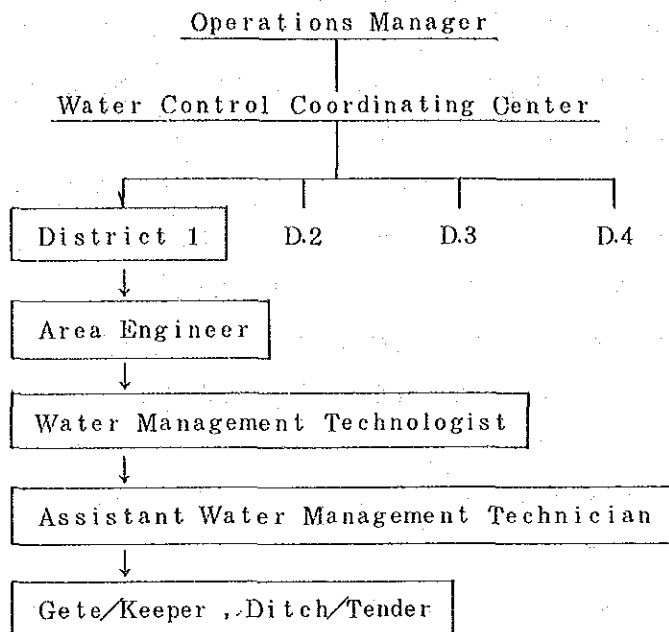 Operations Manager
Water Control Coordinating Center
District 1 D.2 D.3 D.4
Area Engineer
Water Management Technologist
Assistant Water Management Technician
Gete/Keeper , Ditch/Tender